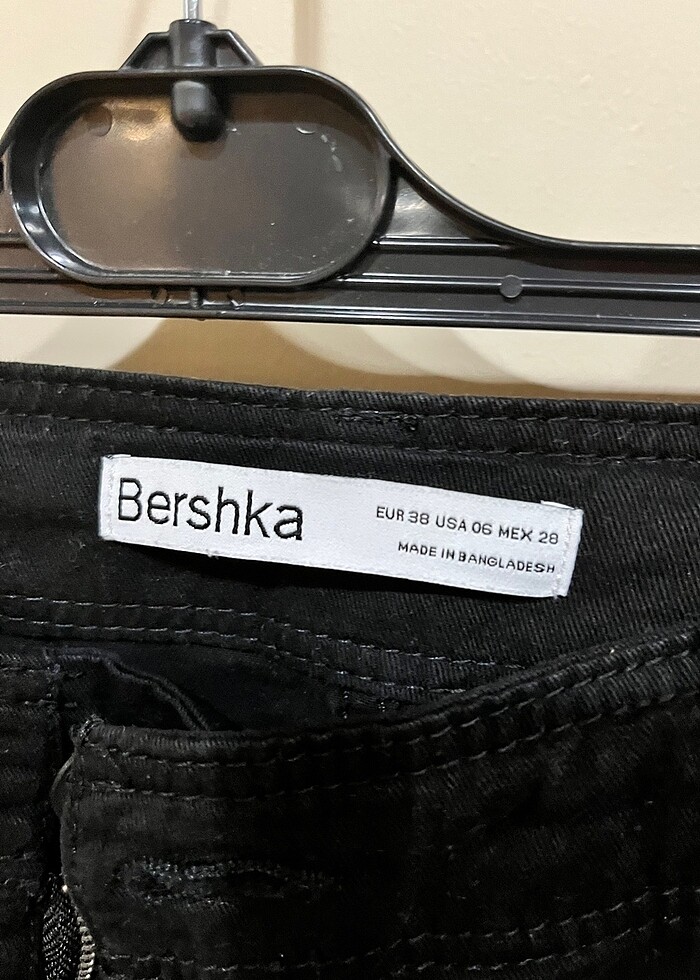 Bershka
EUR 38 USA 06 MEX 28
MADE IN BANGLADESH